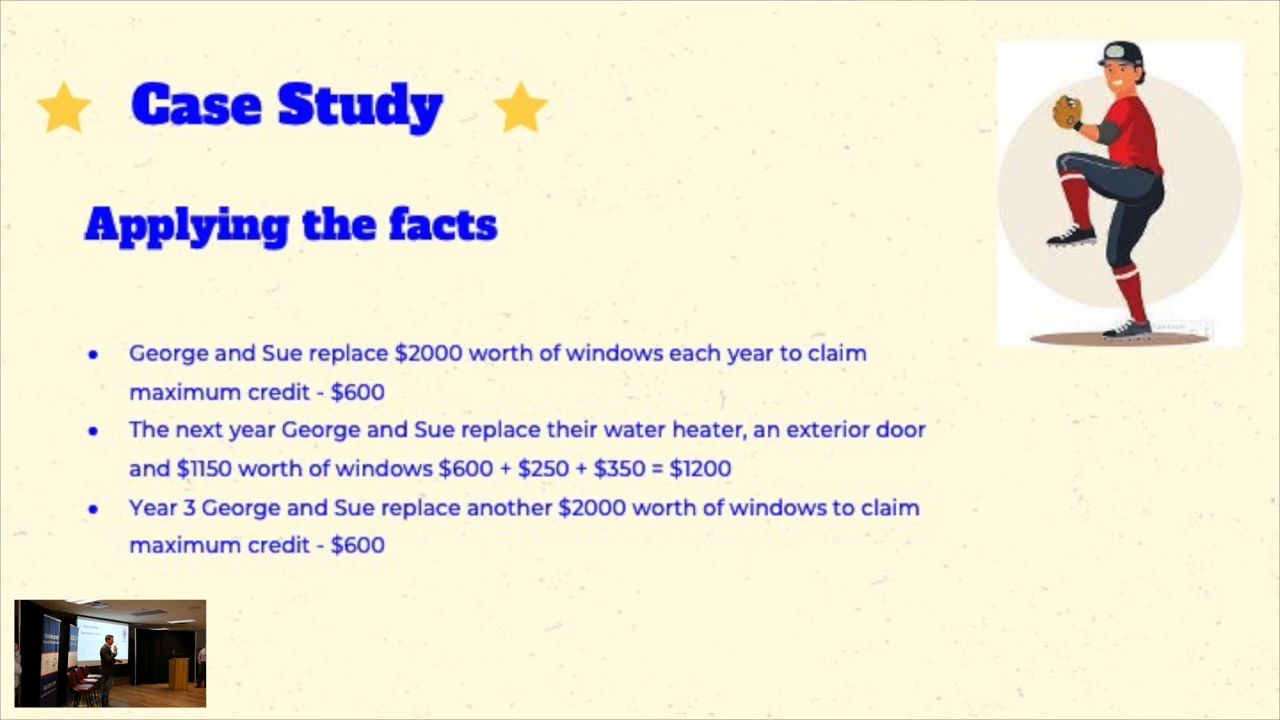 Case Study
Applying the facts
• George and Sue replace $2000 worth of windows each year to claim
maximum credit - $600
• The next year George and Sue replace their water heater, an exterior door
and $1150 worth of windows $600 + $250 + $350 = $1200
• Year 3 George and Sue replace another $2000 worth of windows to claim
maximum credit - $600